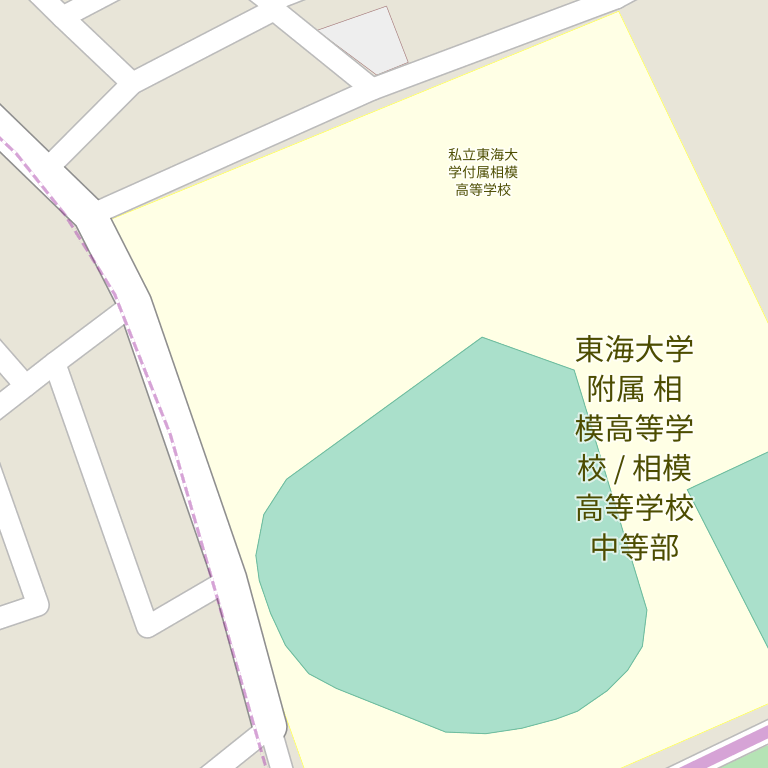 私立東海大
学付属相模
高等学校
東海大学
附属 相
模高等学
校 / 相模
高等学校
中等部